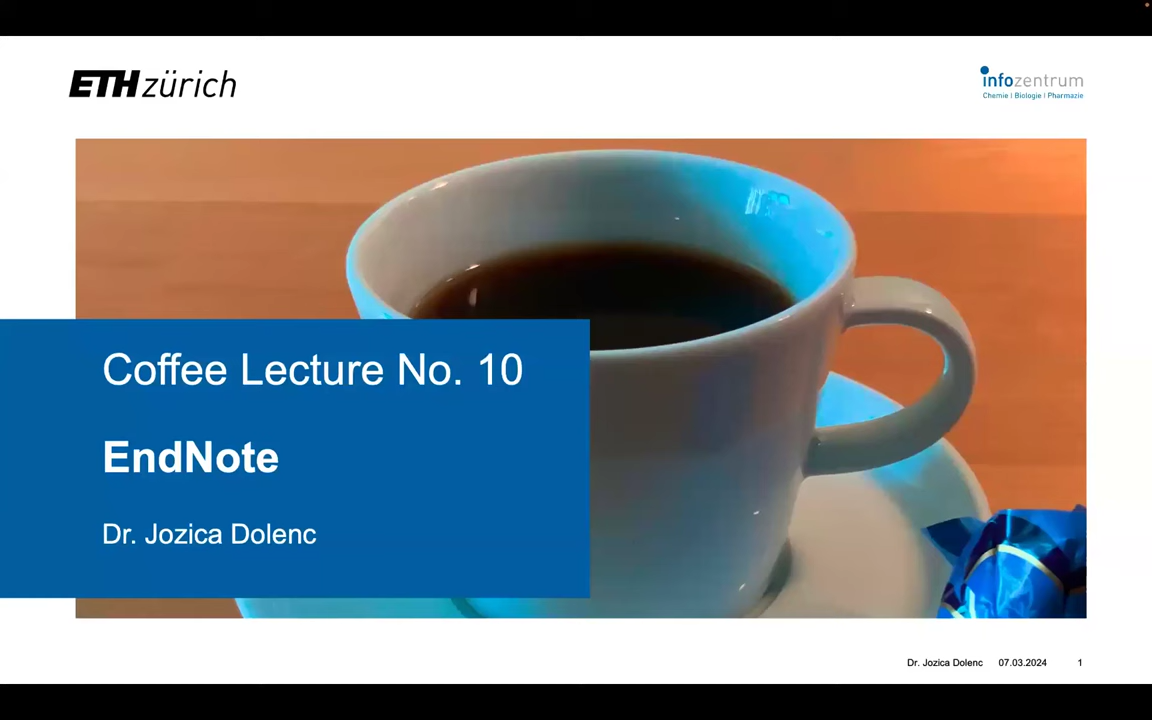 ETH zürich
infozentrum
Chemie | Biologie | Pharmazie
Coffee Lecture No. 10
EndNote
Dr. Jozica Dolenc
Dr. Jozica Dolenc 07.03.2024 1